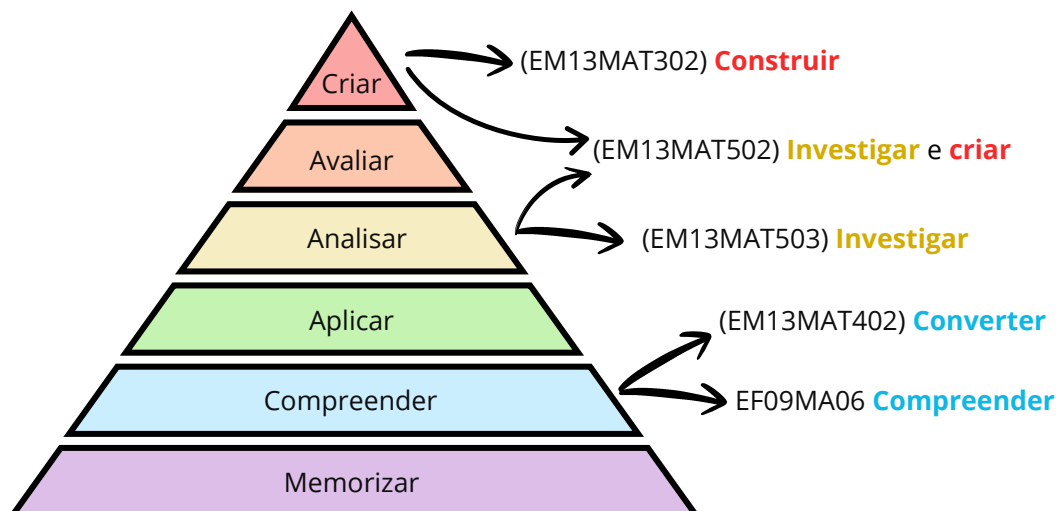 Criar
(EM13MAT302) Construir
Avaliar
(EM13MAT502) Investigar e criar
Analisar
(EM13MAT503) Investigar
Aplicar
(EM13MAT402) Converter
Compreender
EF09MA06 Compreender
Memorizar